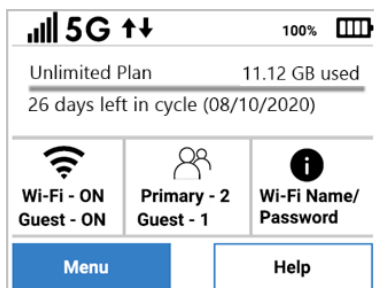 5G 100%
Unlimited Plan 11.12 GB used
26 days left in cycle (08/10/2020)
Wi-Fi - ON
Guest - ON
Primary - 2
Guest - 1
Wi-Fi Name/
Password
Menu Help